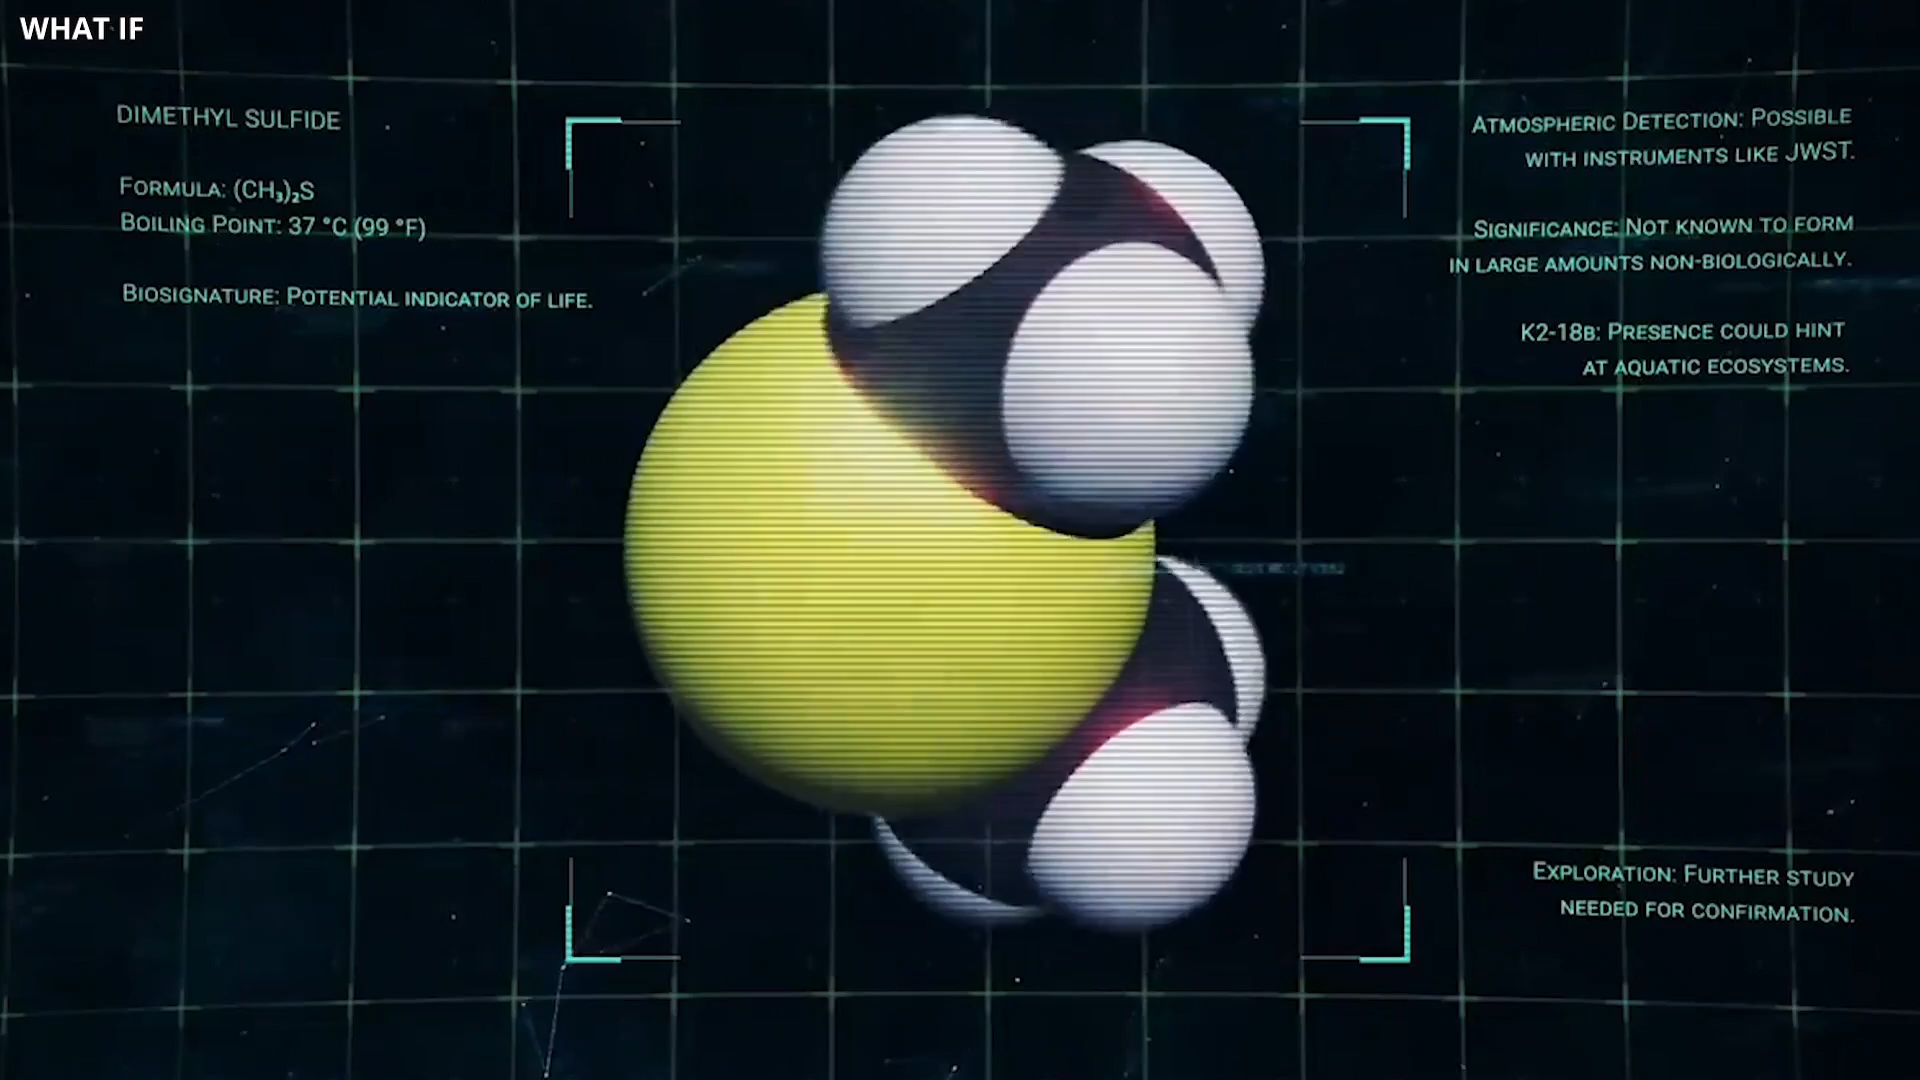 WHAT IF
DIMETHYL SULFIDE
FORMULA: (CH₃)₂S
BOILING POINT: 37 °C (99 °F)
BIOSIGNATURE: POTENTIAL INDICATOR OF LIFE.
ATMOSPHERIC DETECTION: POSSIBLE
WITH INSTRUMENTS LIKE JWST.
SIGNIFICANCE: NOT KNOWN TO FORM
IN LARGE AMOUNTS NON-BIOLOGICALLY.
K2-18B: PRESENCE COULD HINT
AT AQUATIC ECOSYSTEMS.
EXPLORATION: FURTHER STUDY
NEEDED FOR CONFIRMATION.